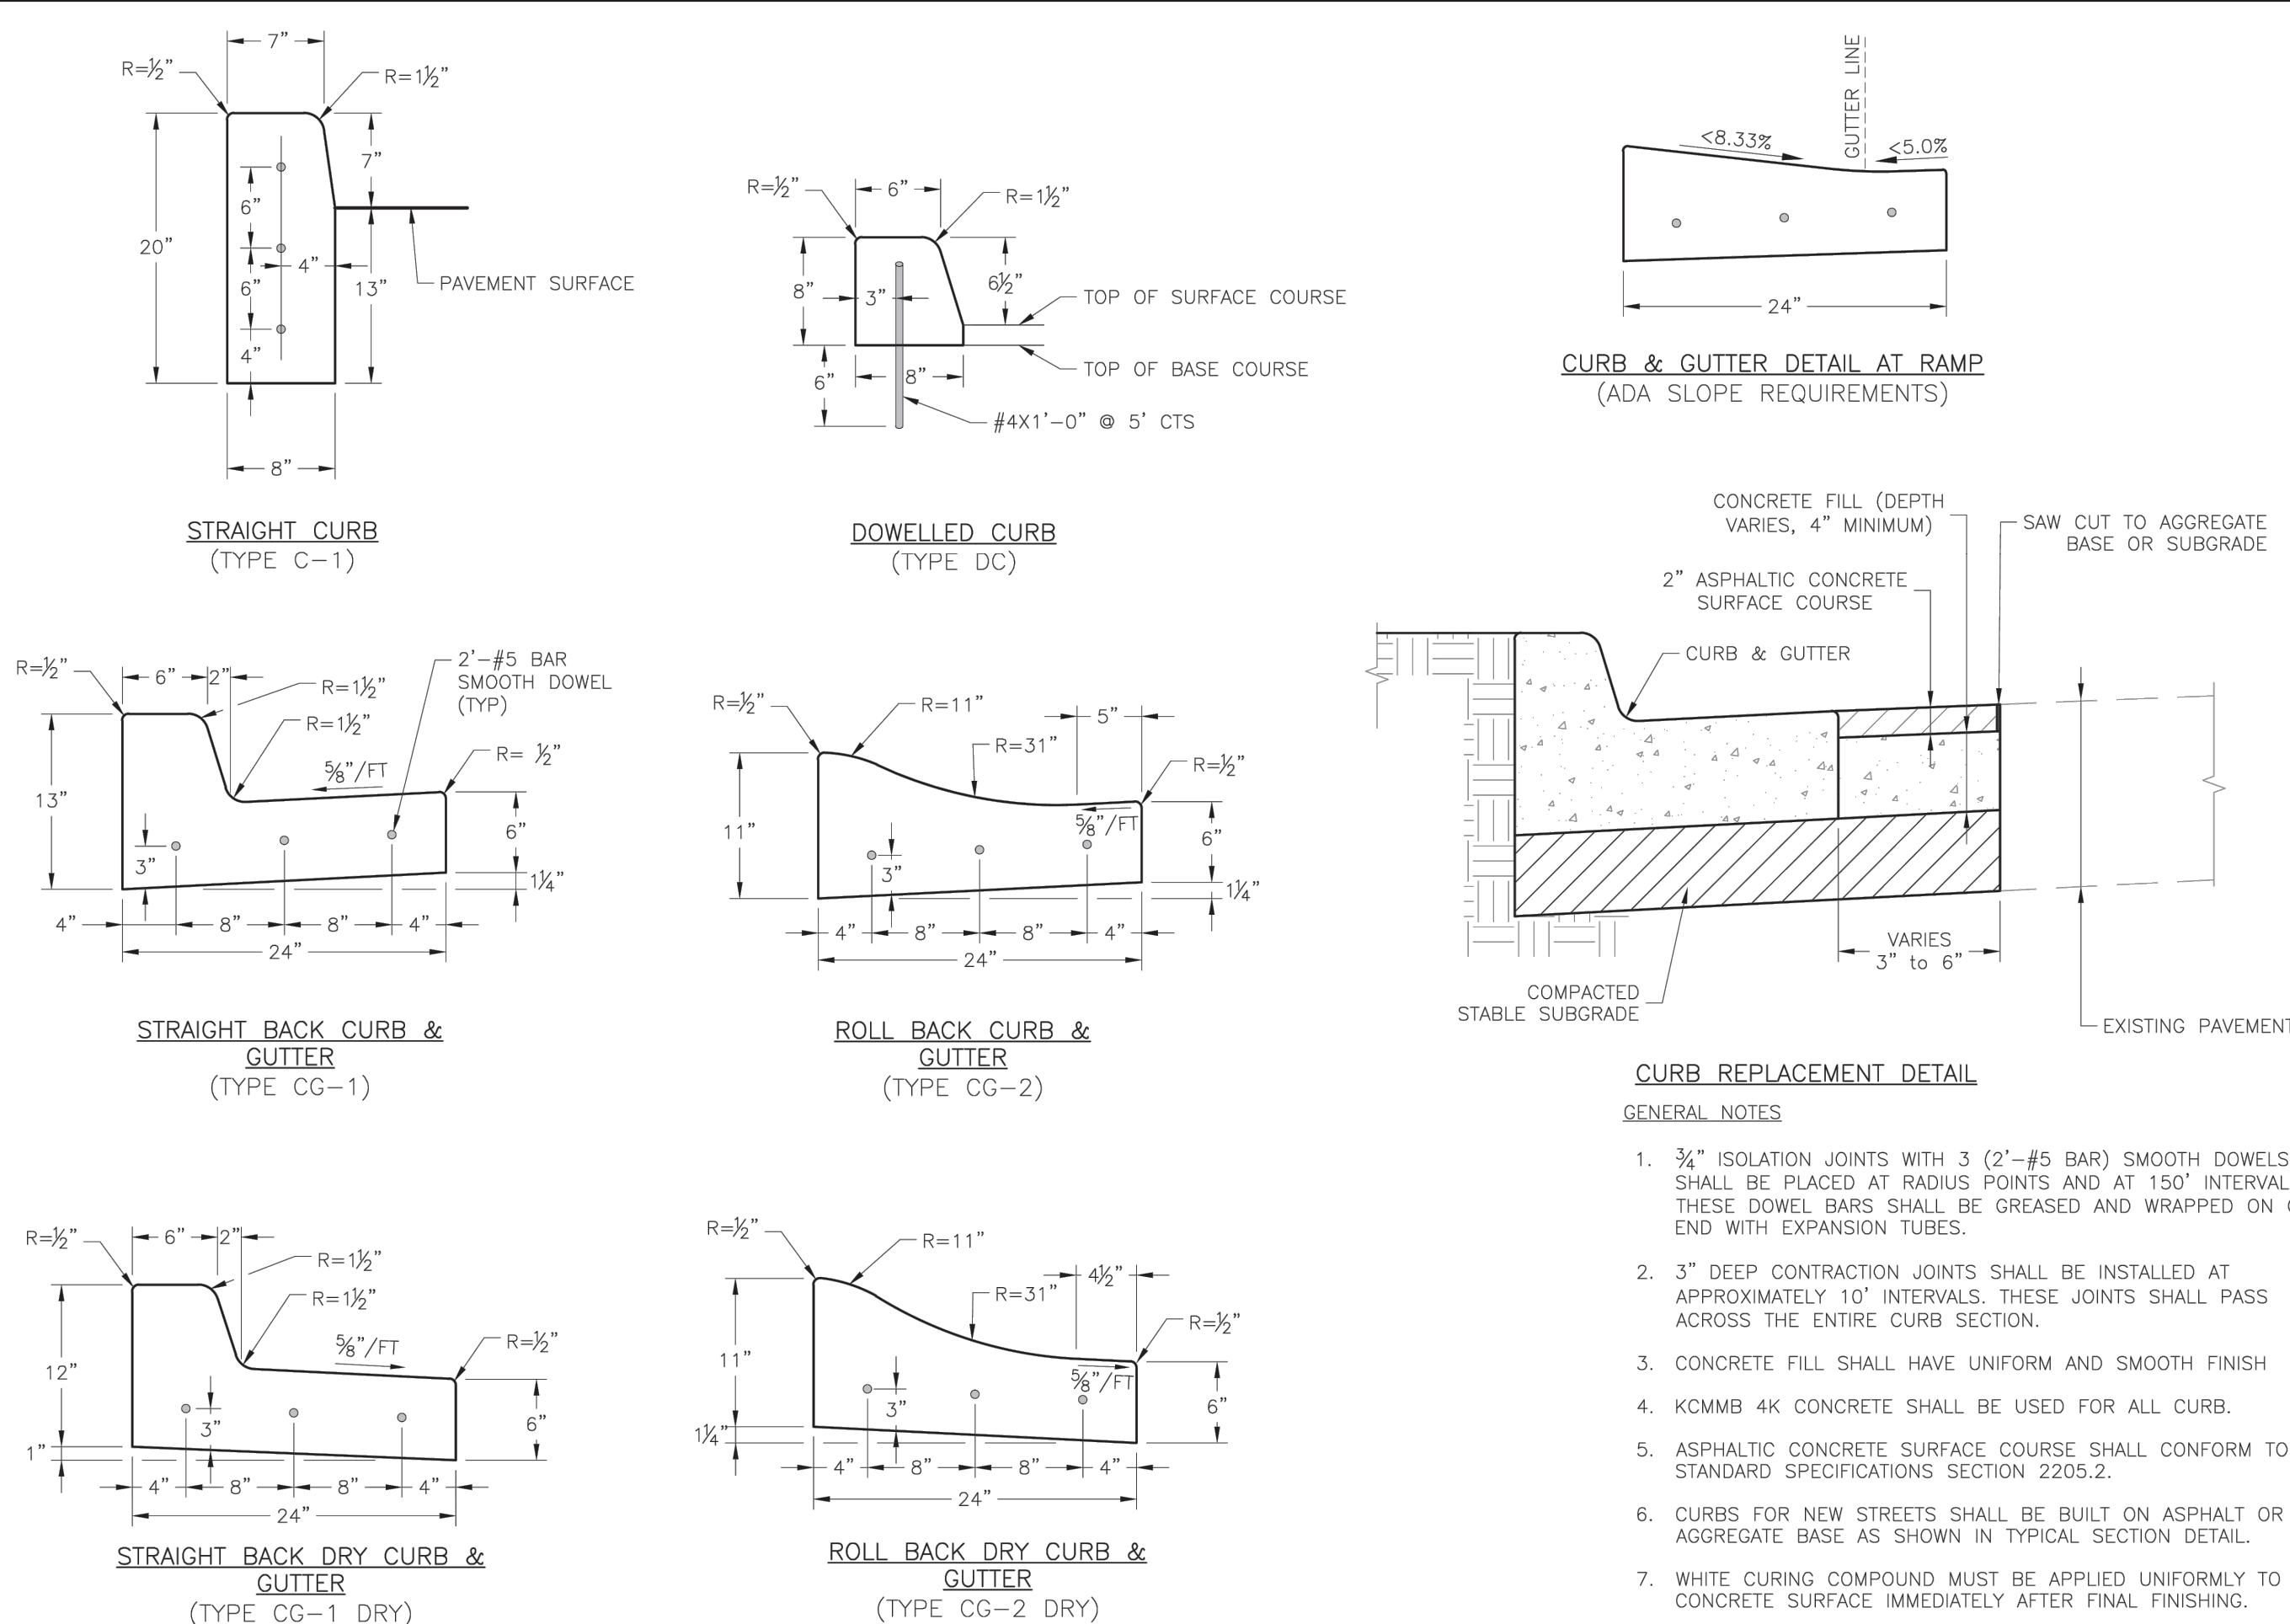 7”
R=½”
R=1½”
20”
7”
6”
6”
4”
4”
13”
PAVEMENT SURFACE
8”
STRAIGHT CURB
(TYPE C-1)
R=½”
6”
R=1½”
8”
3”
6½”
TOP OF SURFACE COURSE
TOP OF BASE COURSE
6”
8”
#4X1’-0” @ 5’ CTS
DOWELLED CURB
(TYPE DC)
GUTTER LINE
<8.33%
<5.0%
24”
CURB & GUTTER DETAIL AT RAMP
(ADA SLOPE REQUIREMENTS)
R=½”
6”
2”
R=1½”
R=1½”
2’-#5 BAR
SMOOTH DOWEL
(TYP)
R= ½”
⅝”/FT
13”
3”
6”
1¼”
4”
8”
8”
4”
24”
STRAIGHT BACK CURB &
GUTTER
(TYPE CG-1)
R=½”
R=11”
5”
R=31”
R=½”
11”
⅝”/FT
3”
6”
1¼”
4”
8”
8”
4”
24”
ROLL BACK CURB &
GUTTER
(TYPE CG-2)
CONCRETE FILL (DEPTH
VARIES, 4” MINIMUM)
SAW CUT TO AGGREGATE
BASE OR SUBGRADE
2” ASPHALTIC CONCRETE
SURFACE COURSE
CURB & GUTTER
VARIES
3” to 6”
COMPACTED
STABLE SUBGRADE
EXISTING PAVEMENT
CURB REPLACEMENT DETAIL
R=½”
6”
2”
R=1½”
R=1½”
⅝”/FT
R=½”
12”
3”
6”
1”
4”
8”
8”
4”
24”
STRAIGHT BACK DRY CURB &
GUTTER
(TYPE CG-1 DRY)
R=½”
R=11”
4½”
R=31”
R=½”
11”
⅝”/FT
3”
6”
1¼”
4”
8”
8”
4”
24”
ROLL BACK DRY CURB &
GUTTER
(TYPE CG-2 DRY)
GENERAL NOTES
1. ¾” ISOLATION JOINTS WITH 3 (2’-#5 BAR) SMOOTH DOWELS
SHALL BE PLACED AT RADIUS POINTS AND AT 150’ INTERVAL
THESE DOWEL BARS SHALL BE GREASED AND WRAPPED ON
END WITH EXPANSION TUBES.
2. 3” DEEP CONTRACTION JOINTS SHALL BE INSTALLED AT
APPROXIMATELY 10’ INTERVALS. THESE JOINTS SHALL PASS
ACROSS THE ENTIRE CURB SECTION.
3. CONCRETE FILL SHALL HAVE UNIFORM AND SMOOTH FINISH
4. KCMMB 4K CONCRETE SHALL BE USED FOR ALL CURB.
5. ASPHALTIC CONCRETE SURFACE COURSE SHALL CONFORM TO
STANDARD SPECIFICATIONS SECTION 2205.2.
6. CURBS FOR NEW STREETS SHALL BE BUILT ON ASPHALT OR
AGGREGATE BASE AS SHOWN IN TYPICAL SECTION DETAIL.
7. WHITE CURING COMPOUND MUST BE APPLIED UNIFORMLY TO
CONCRETE SURFACE IMMEDIATELY AFTER FINAL FINISHING.